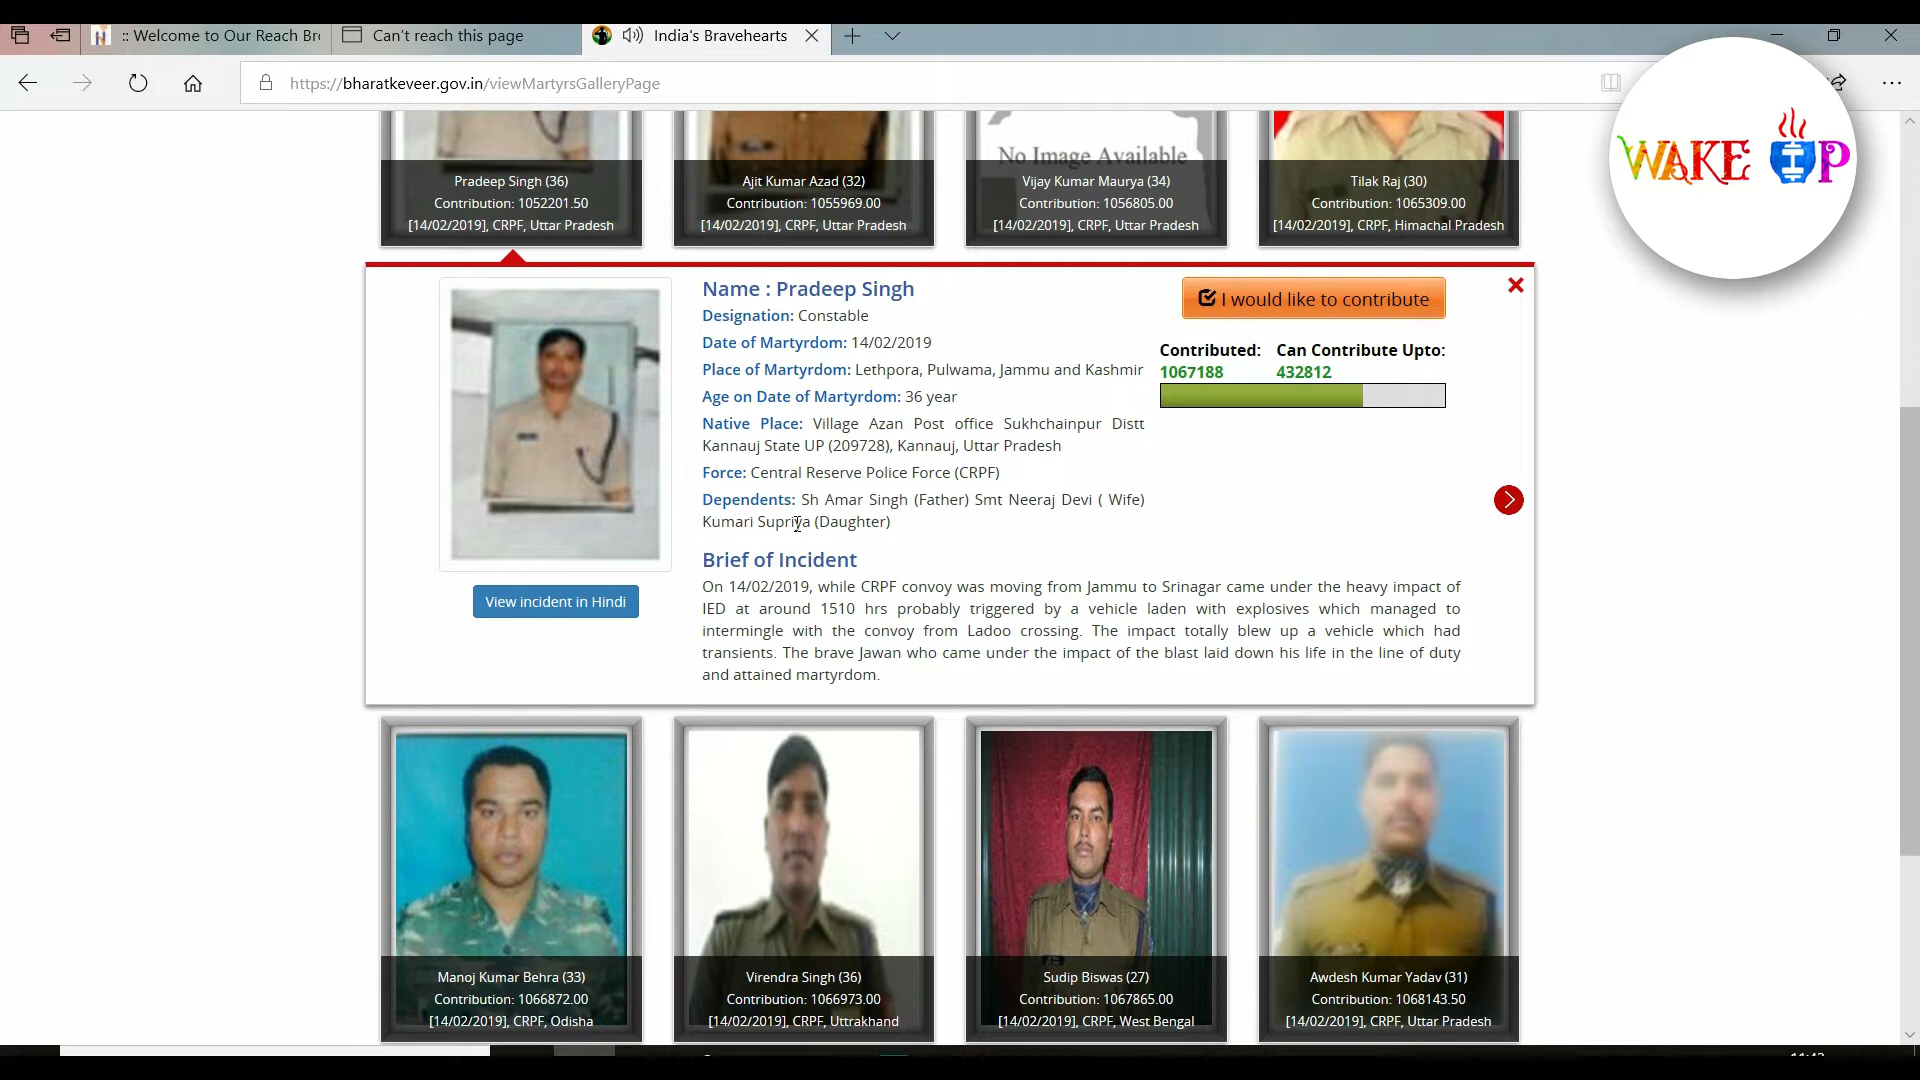 :: Welcome to Our Reach Bro
Can't reach this page
India's Bravehearts
https://bharatkeveer.gov.in/viewMartyrsGalleryPage
WAKE UP
No Image Available
Pradeep Singh (36)
Contribution: 1052201.50
[14/02/2019], CRPF, Uttar Pradesh
Ajit Kumar Azad (32)
Contribution: 1055969.00
[14/02/2019], CRPF, Uttar Pradesh
Vijay Kumar Maurya (34)
Contribution: 1056805.00
[14/02/2019], CRPF, Uttar Pradesh
Tilak Raj (30)
Contribution: 1065309.00
[14/02/2019], CRPF, Himachal Pradesh
Name : Pradeep Singh
Designation: Constable
Date of Martyrdom: 14/02/2019
Place of Martyrdom: Lethpora, Pulwama, Jammu and Kashmir
Age on Date of Martyrdom: 36 year
Native Place: Village Azan Post office Sukhchainpur Distt
Kannauj State UP (209728), Kannauj, Uttar Pradesh
Force: Central Reserve Police Force (CRPF)
Dependents: Sh Amar Singh (Father) Smt Neeraj Devi ( Wife)
Kumari Supriya (Daughter)
I would like to contribute
Contributed: Can Contribute Upto:
1067188 432812
View incident in Hindi
Brief of Incident
On 14/02/2019, while CRPF convoy was moving from Jammu to Srinagar came under the heavy impact of
IED at around 1510 hrs probably triggered by a vehicle laden with explosives which managed to
intermingle with the convoy from Ladoo crossing. The impact totally blew up a vehicle which had
transients. The brave Jawan who came under the impact of the blast laid down his life in the line of duty
and attained martyrdom.
Manoj Kumar Behra (33)
Contribution: 1066872.00
[14/02/2019], CRPF, Odisha
Virendra Singh (36)
Contribution: 1066973.00
[14/02/2019], CRPF, Uttrakhand
Sudip Biswas (27)
Contribution: 1067865.00
[14/02/2019], CRPF, West Bengal
Awdesh Kumar Yadav (31)
Contribution: 1068143.50
[14/02/2019], CRPF, Uttar Pradesh